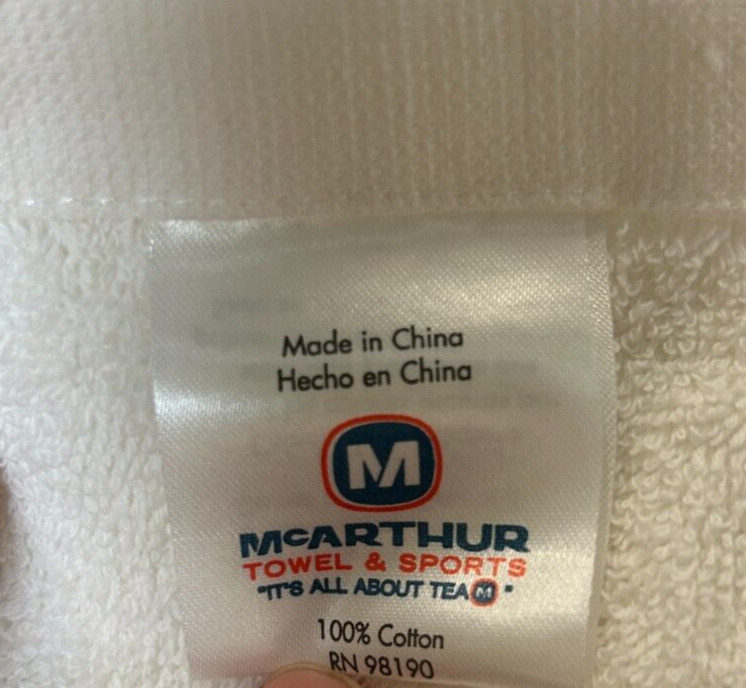 Made in China
Hecho en China
M
McARTHUR
TOWEL & SPORTS
"IT'S ALL ABOUT TEAM"
100% Cotton
RN 98190